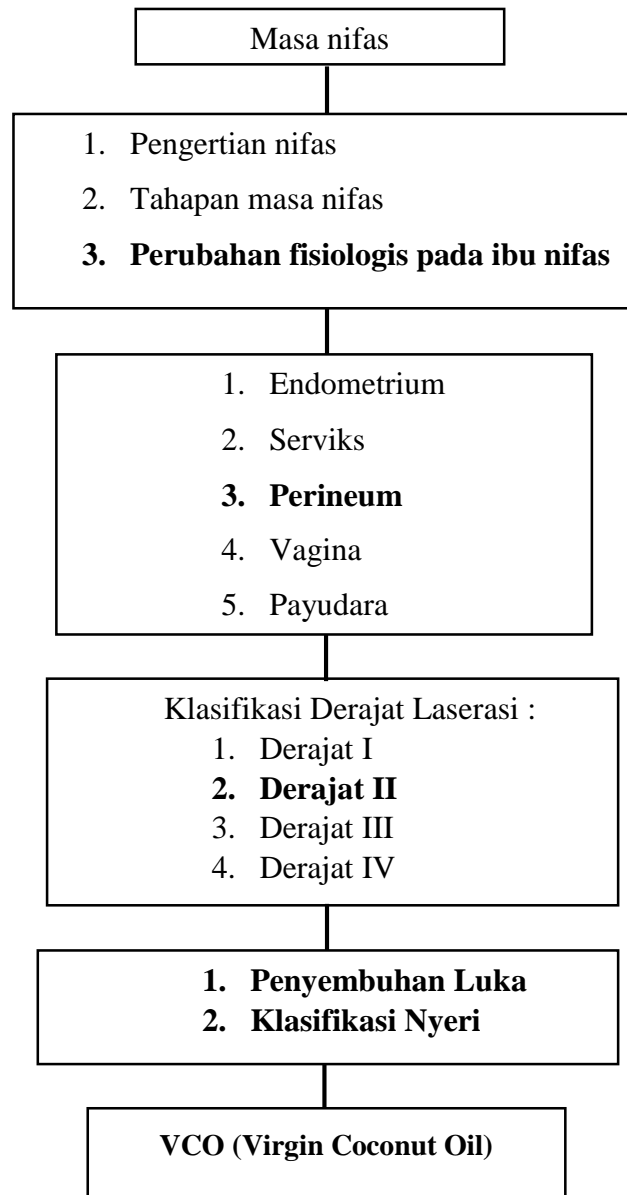 Masa nifas
1. Pengertian nifas
2. Tahapan masa nifas
3. Perubahan fisiologis pada ibu nifas
1. Endometrium
2. Serviks
3. Perineum
4. Vagina
5. Payudara
Klasifikasi Derajat Laserasi :
1. Derajat I
2. Derajat II
3. Derajat III
4. Derajat IV
1. Penyembuhan Luka
2. Klasifikasi Nyeri
VCO (Virgin Coconut Oil)